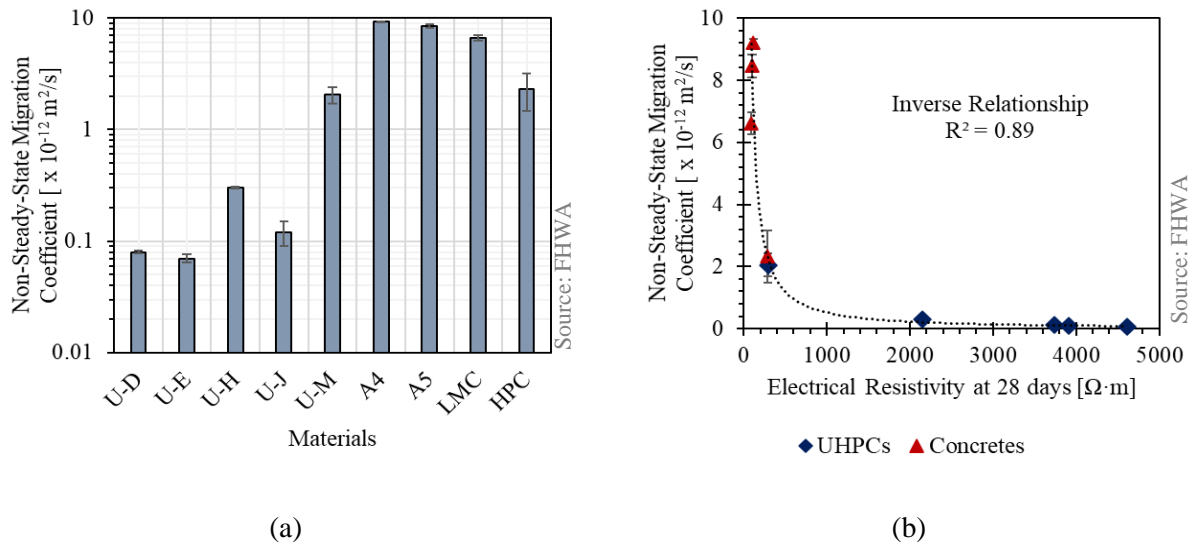 Non-Steady-State Migration
Coefficient [ x 10⁻¹² m²/s]
10
1
0.1
0.01
U-D
U-E
U-H
U-J
U-M
A4
A5
LMC
HPC
Materials
Source: FHWA
(a)
Non-Steady-State Migration
Coefficient [ x 10⁻¹² m²/s]
10
8
6
4
2
0
Inverse Relationship
R² = 0.89
0 1000 2000 3000 4000 5000
Electrical Resistivity at 28 days [Ω·m]
UHPCs Concretes
Source: FHWA
(b)